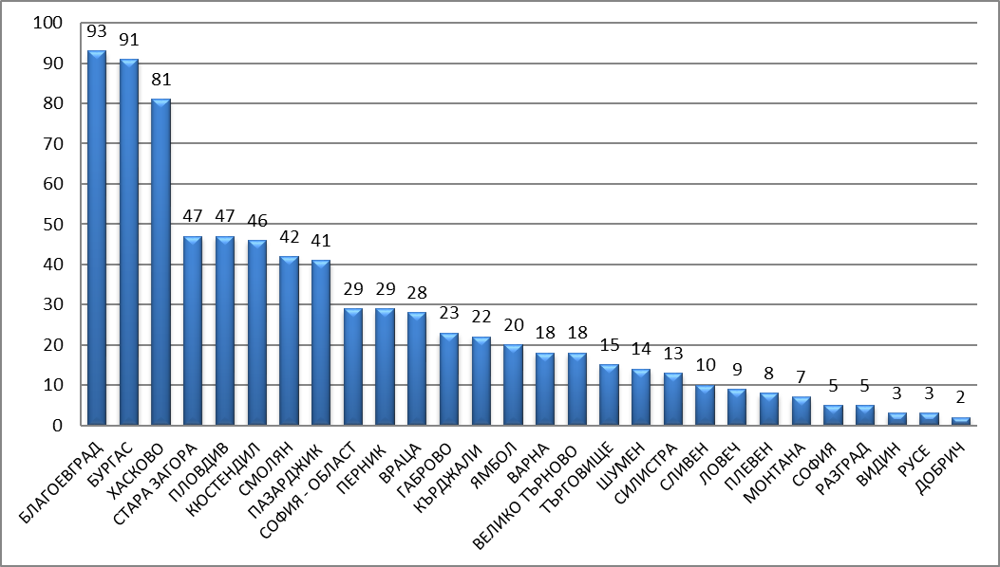 100
90
80
70
60
50
40
30
20
10
0
93
91
81
47
47
46
42
41
29
29
28
23
22
20
18
18
15
14
13
10
9
8
7
5
5
3
3
2
БЛАГОЕВГРАД
БУРГАС
ХАСКОВО
СТАРА ЗАГОРА
ПЛОВДИВ
КЮСТЕНДИЛ
СМОЛЯН
ПАЗАРДЖИК
СОФИЯ - ОБЛАСТ
ПЕРНИК
ВРАЦА
ГАБРОВО
КЪРДЖАЛИ
ЯМБОЛ
ВАРНА
ВЕЛИКО ТЪРНОВО
ТЪРГОВИЩЕ
ШУМЕН
СИЛИСТРА
СЛИВЕН
ЛОВЕЧ
ПЛЕВЕН
МОНТАНА
СОФИЯ
РАЗГРАД
ВИДИН
РУСЕ
ДОБРИЧ